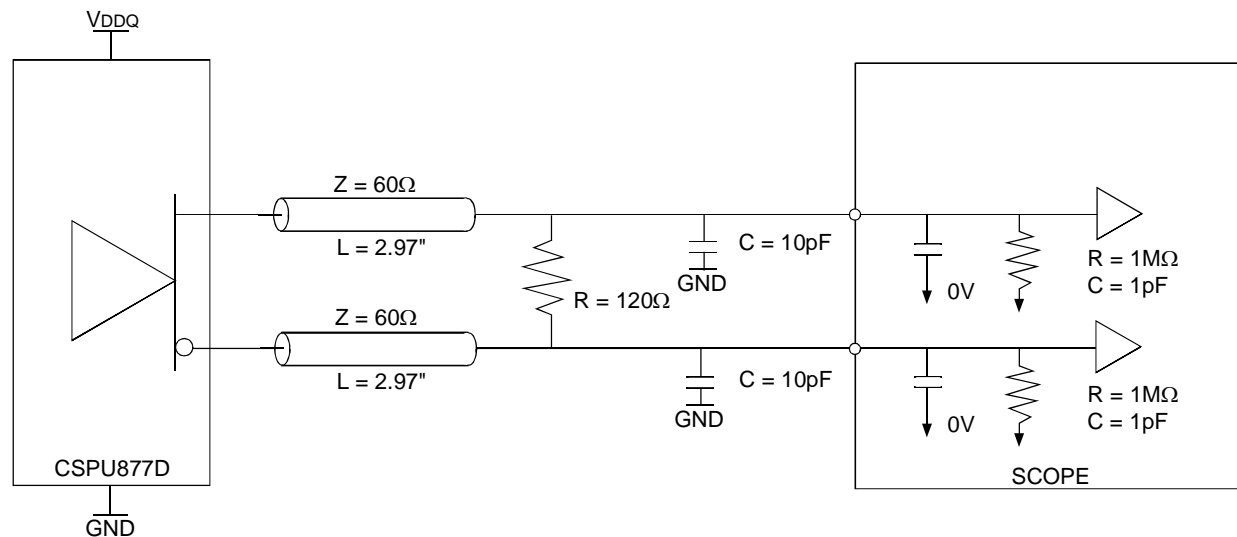 VDDQ
Z = 60Ω
L = 2.97"
C = 10pF
GND
R = 120Ω
0V
R = 1MΩ
C = 1pF
Z = 60Ω
L = 2.97"
C = 10pF
GND
0V
R = 1MΩ
C = 1pF
CSPU877D
SCOPE
GND